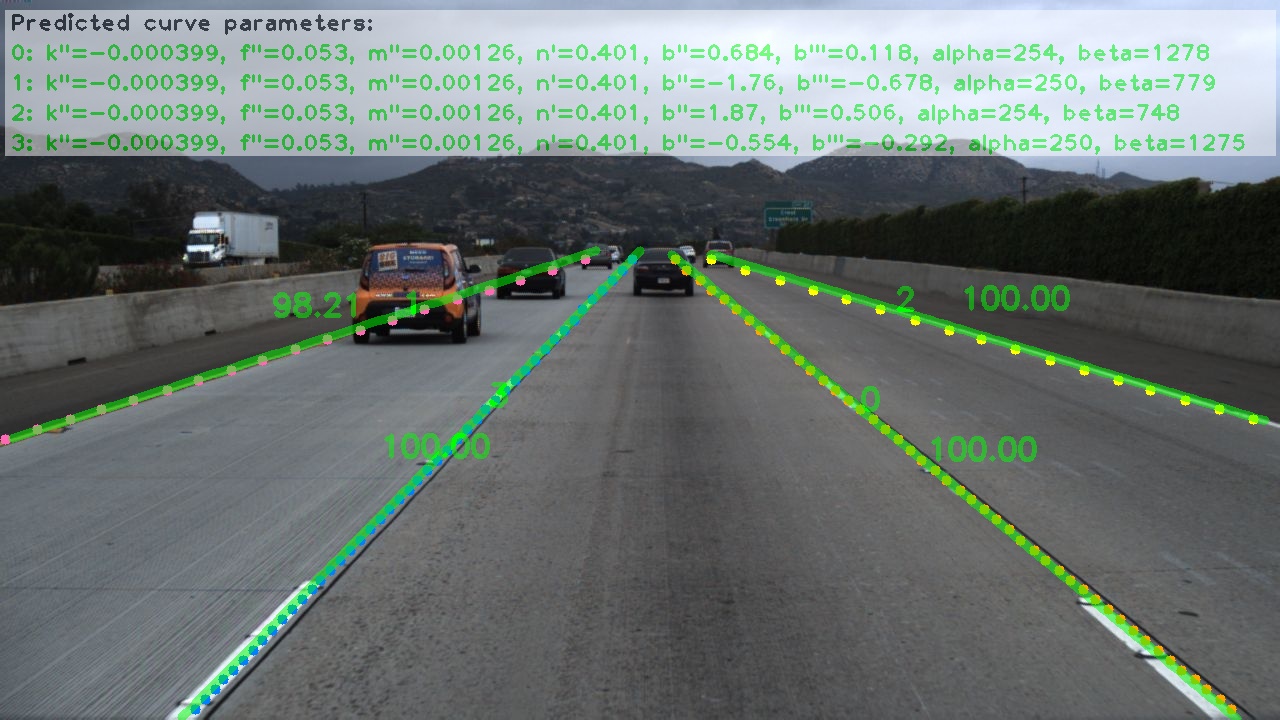 Predicted curve parameters:
0: k''=-0.000399, f''=0.053, m''=0.00126, n'=0.401, b''=0.684, b'''=0.118, alpha=254, beta=1278
1: k''=-0.000399, f''=0.053, m''=0.00126, n'=0.401, b''=-1.76, b'''=-0.678, alpha=250, beta=779
2: k''=-0.000399, f''=0.053, m''=0.00126, n'=0.401, b''=1.87, b'''=0.506, alpha=254, beta=748
3: k''=-0.000399, f''=0.053, m''=0.00126, n'=0.401, b''=-0.554, b'''=-0.292, alpha=250, beta=1275
Crest
98.21 1
2 100.00
3
0
100.00
100.00